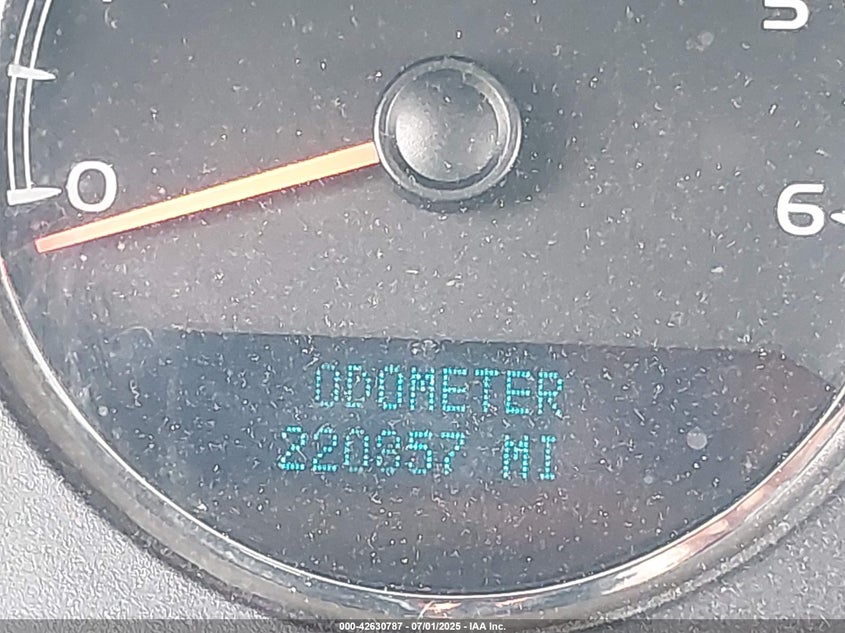 5
0
6
ODOMETER
220857 MI
000-42630787 - 07/01/2025 - IAA Inc.